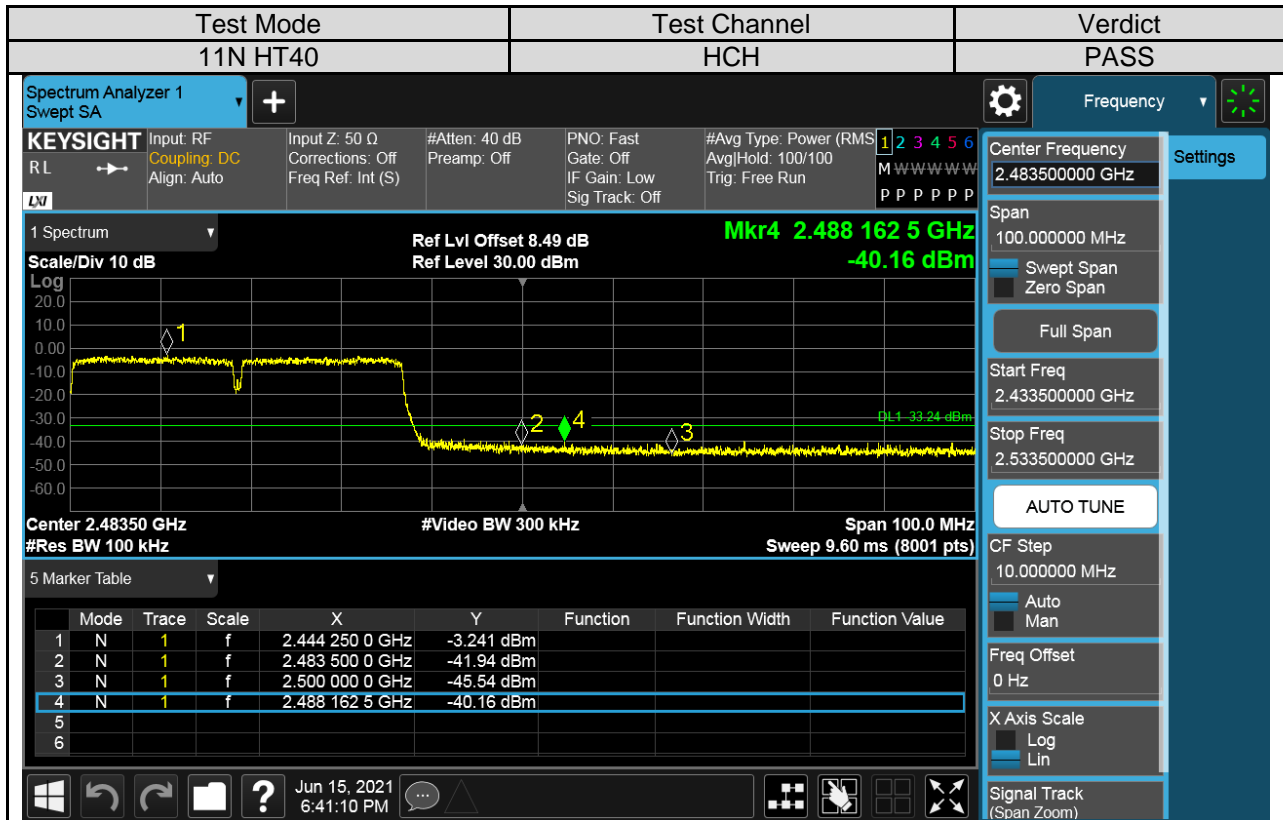 Test Mode Test Channel Verdict
11N HT40 HCH PASS
Spectrum Analyzer 1
Swept SA
+
Frequency
KEYSIGHT
RL
LXI
Input: RF
Coupling: DC
Align: Auto
Input Z: 50 Ω
Corrections: Off
Freq Ref: Int (S)
#Atten: 40 dB
Preamp: Off
PNO: Fast
Gate: Off
IF Gain: Low
Sig Track: Off
#Avg Type: Power (RMS
Avg|Hold: 100/100
Trig: Free Run
1 2 3 4 5 6
M W W W W W
P P P P P P
1 Spectrum
Scale/Div 10 dB
Ref Lvl Offset 8.49 dB
Ref Level 30.00 dBm
Mkr4 2.488 162 5 GHz
-40.16 dBm
Log
20.0
10.0
0.00
-10.0
-20.0
-30.0
-40.0
-50.0
-60.0
1
2
4
3
DL1 -33.24 dBm
Center 2.48350 GHz
#Video BW 300 kHz
Span 100.0 MHz
#Res BW 100 kHz
Sweep 9.60 ms (8001 pts)
5 Marker Table
Mode Trace Scale X Y Function Function Width Function Value
1 N 1 f 2.444 250 0 GHz -3.241 dBm
2 N 1 f 2.483 500 0 GHz -41.94 dBm
3 N 1 f 2.500 000 0 GHz -45.54 dBm
4 N 1 f 2.488 162 5 GHz -40.16 dBm
5
6
?
Jun 15, 2021
6:41:10 PM
Center Frequency
2.483500000 GHz
Settings
Span
100.000000 MHz
Swept Span
Zero Span
Full Span
Start Freq
2.433500000 GHz
Stop Freq
2.533500000 GHz
AUTO TUNE
CF Step
10.000000 MHz
Auto
Man
Freq Offset
0 Hz
X Axis Scale
Log
Lin
Signal Track
(Span Zoom)